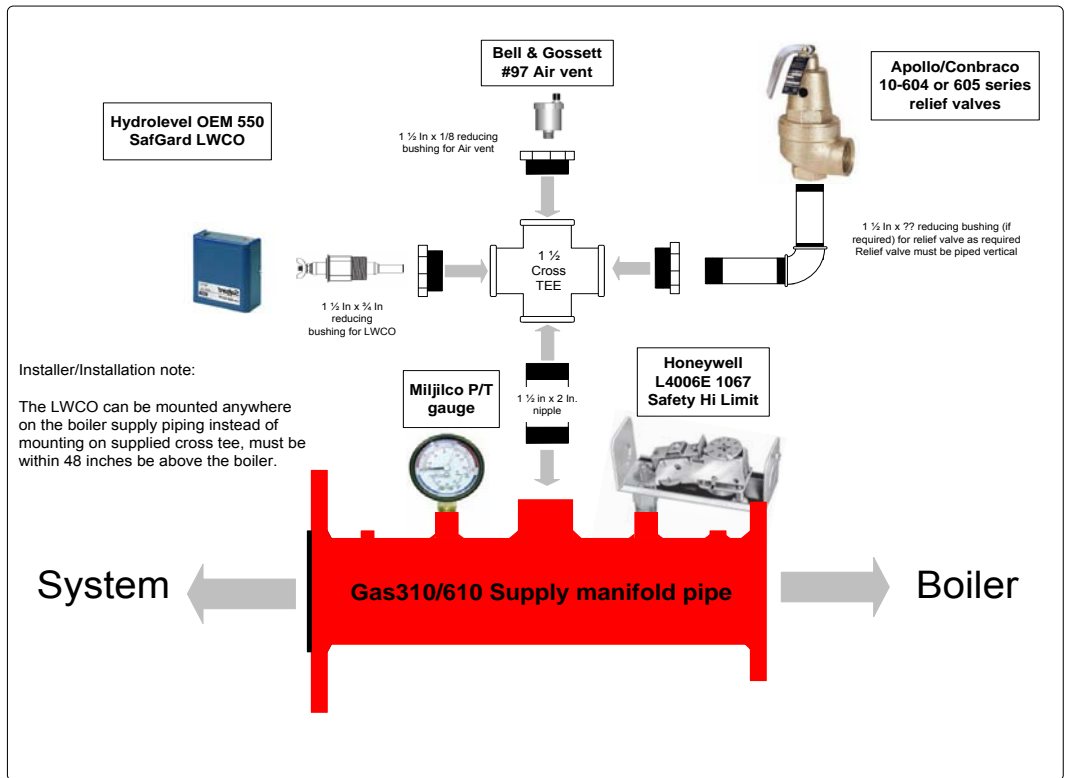 Bell & Gossett
#97 Air vent
Apollo/Conbraco
10-604 or 605 series
relief valves
Hydrolevel OEM 550
SafGard LWCO
1 ½ In x 1/8 reducing
bushing for Air vent
1 ½ In x ?? reducing bushing (if
required) for relief valve as required
Relief valve must be piped vertical
1 ½
Cross
TEE
1 ½ In x ¾ In
reducing
bushing for LWCO
Installer/Installation note:
The LWCO can be mounted anywhere
on the boiler supply piping instead of
mounting on supplied cross tee, must be
within 48 inches be above the boiler.
Miljilco P/T
gauge
1 ½ in x 2 In.
nipple
Honeywell
L4006E 1067
Safety Hi Limit
System
Gas310/610 Supply manifold pipe
Boiler